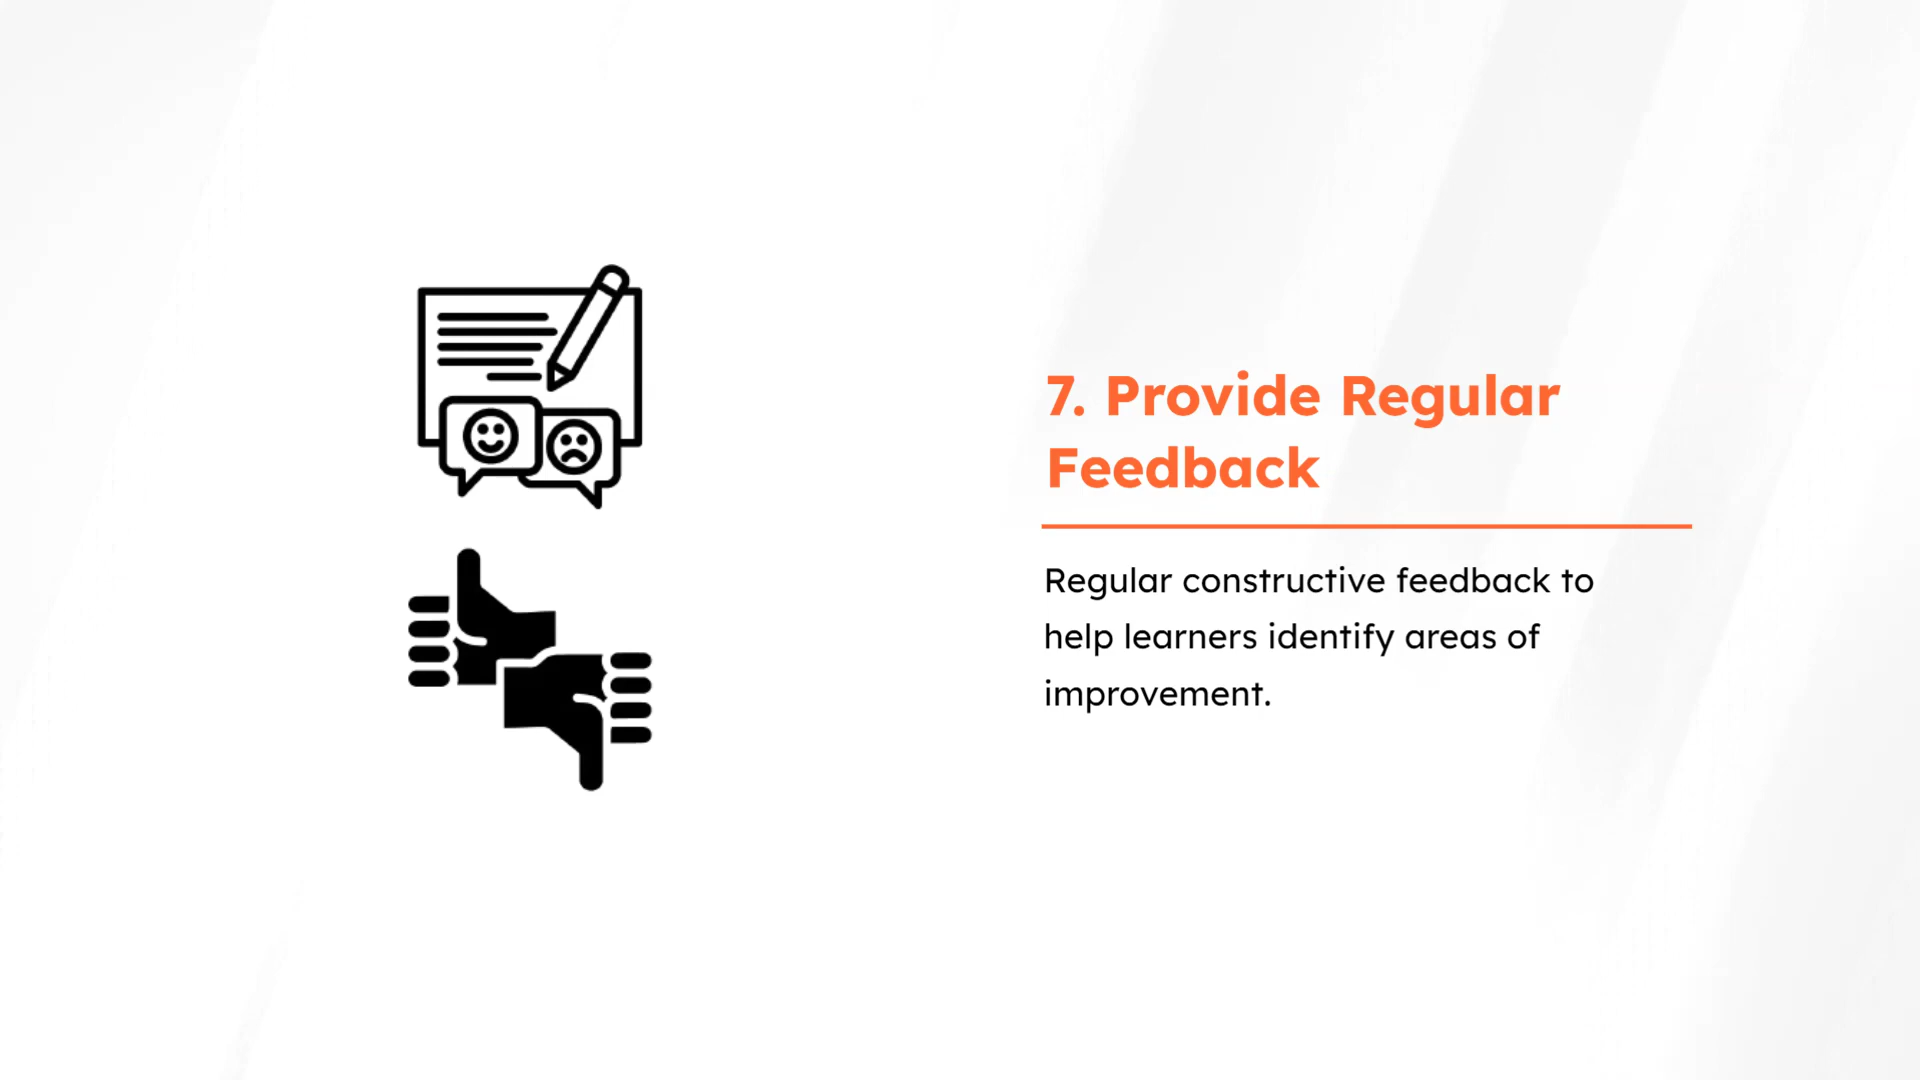 7. Provide Regular
Feedback
Regular constructive feedback to
help learners identify areas of
improvement.